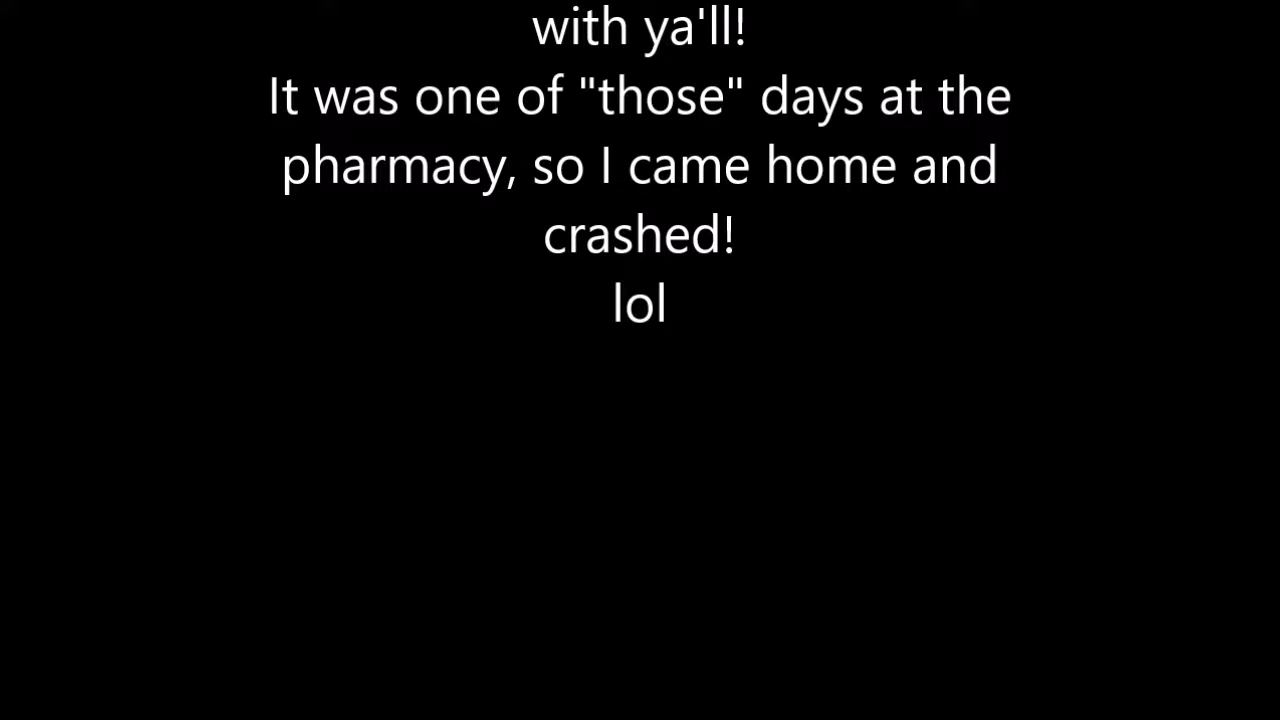 with ya'll!
It was one of "those" days at the
pharmacy, so I came home and
crashed!
lol